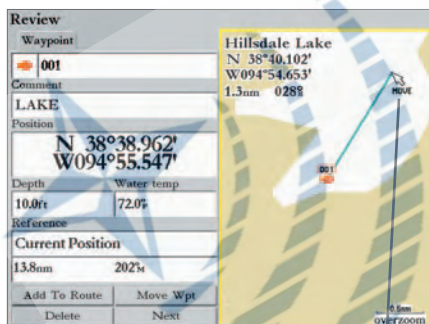 Review
Waypoint
001
Comment
LAKE
Position
N 38°38.962'
W094°55.547'
Depth Water temp
10.0ft 72.0°F
Reference
Current Position
13.8nm 202°M
Add To Route Move Wpt
Delete Next
Hillsdale Lake
N 38°40.102'
W094°54.653'
1.3nm 028°M
MOVE
001
0.5nm
overzoom